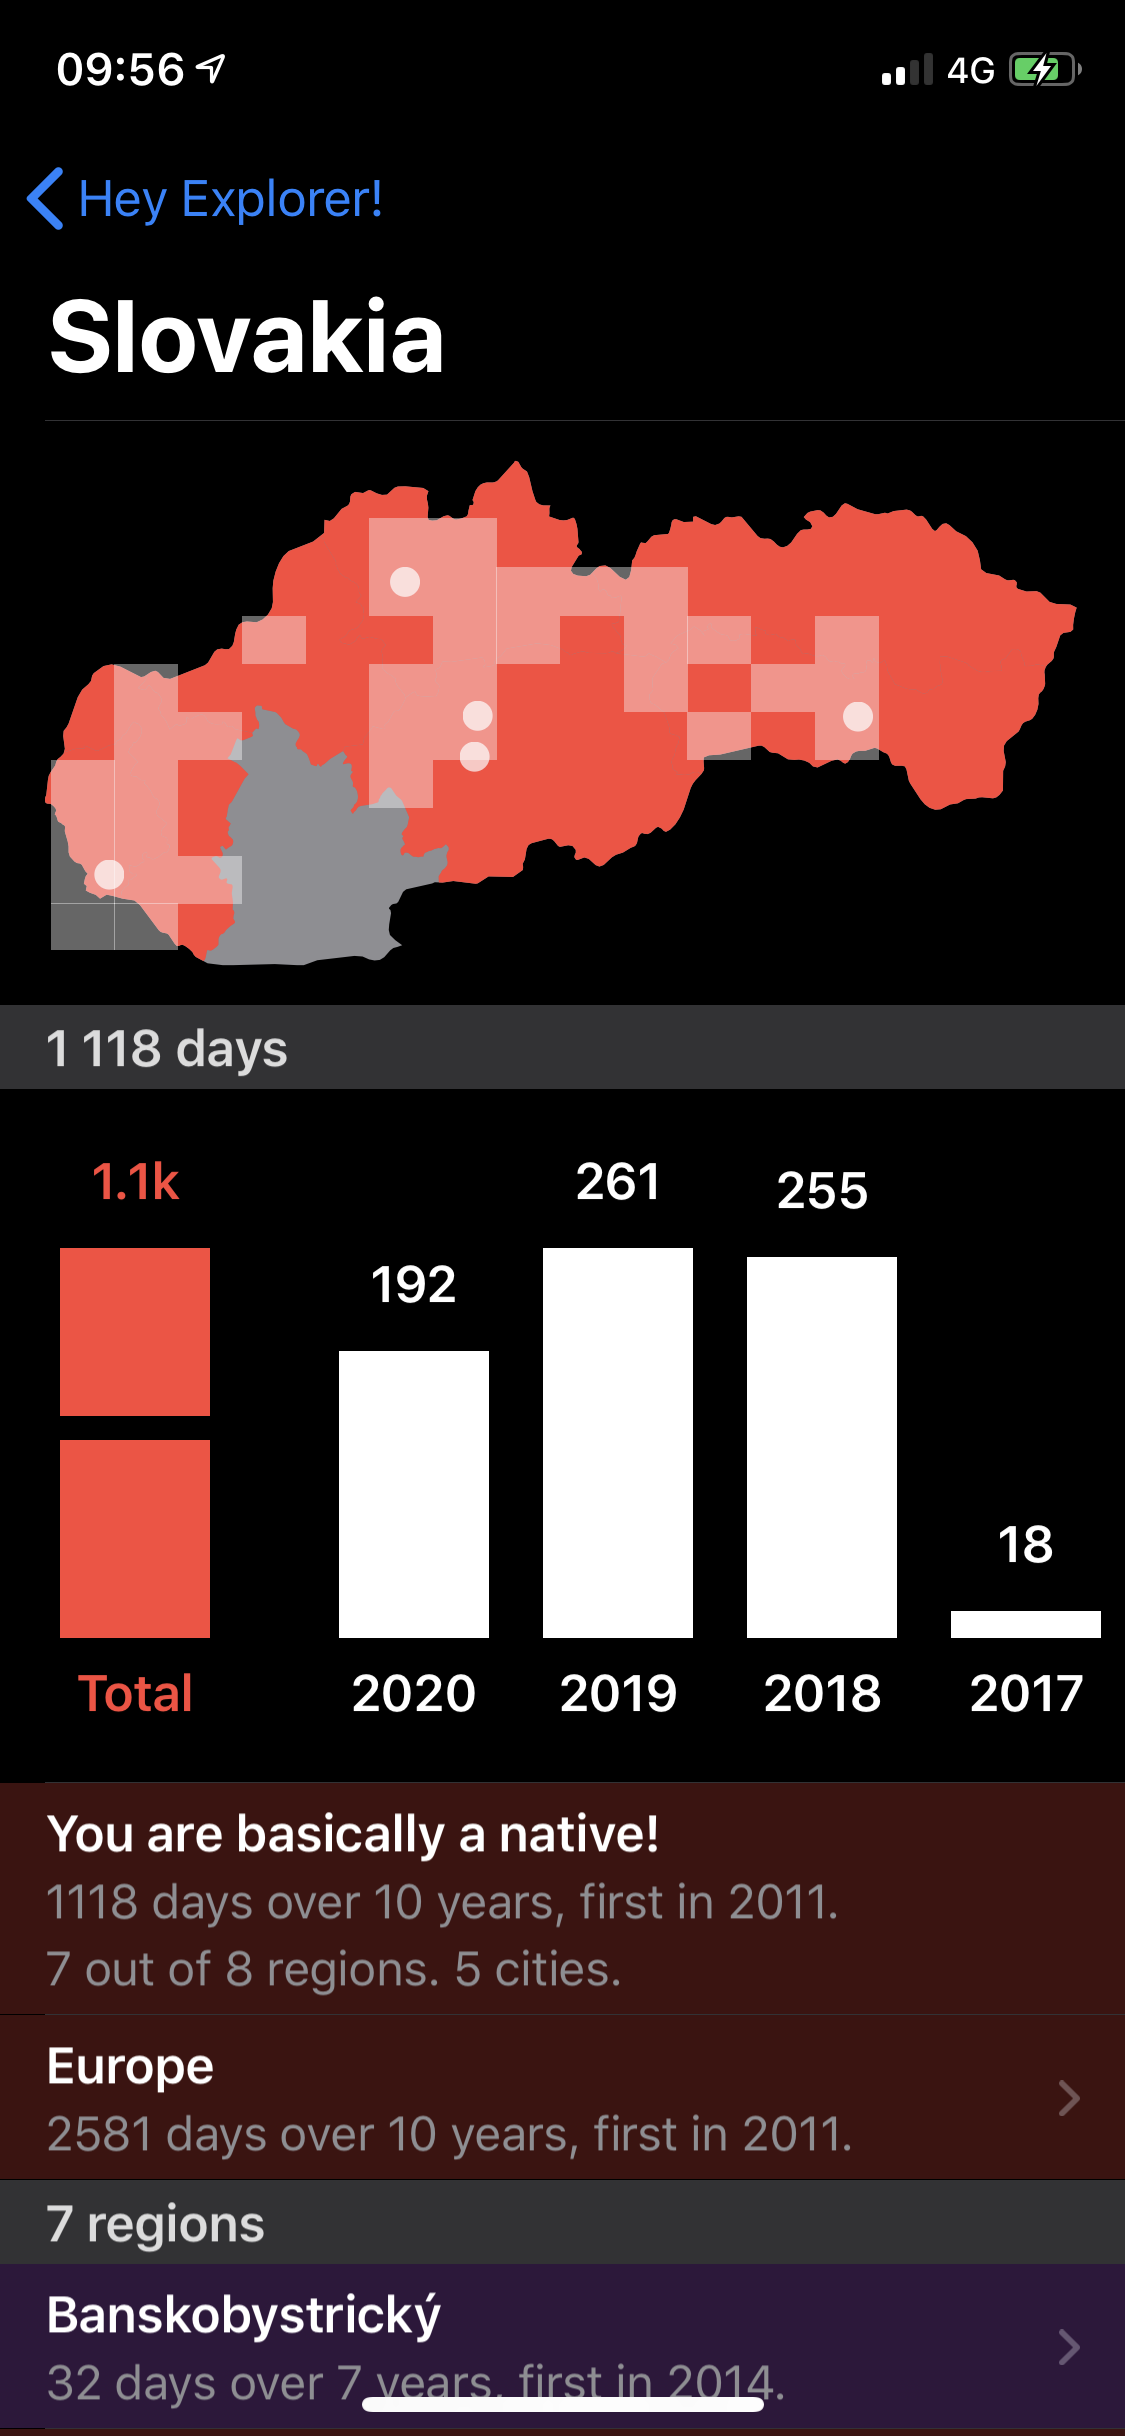 09:56
4G
Hey Explorer!
Slovakia
1 118 days
1.1k
192
261
255
18
Total
2020
2019
2018
2017
You are basically a native!
1118 days over 10 years, first in 2011.
7 out of 8 regions. 5 cities.
Europe
2581 days over 10 years, first in 2011.
7 regions
Banskobystrický
32 days over 7 years, first in 2014.